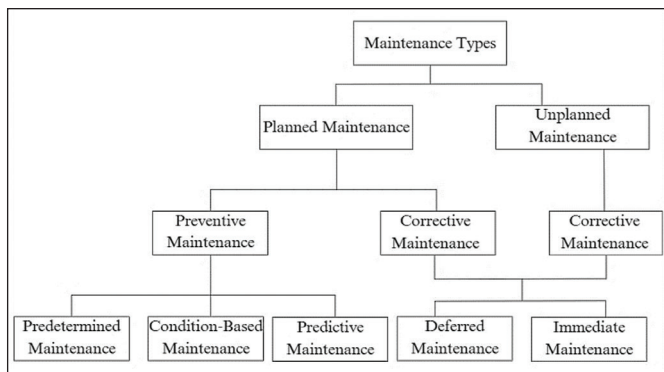 Maintenance Types
Planned Maintenance
Unplanned
Maintenance
Preventive
Maintenance
Corrective
Maintenance
Corrective
Maintenance
Predetermined
Maintenance
Condition-Based
Maintenance
Predictive
Maintenance
Deferred
Maintenance
Immediate
Maintenance